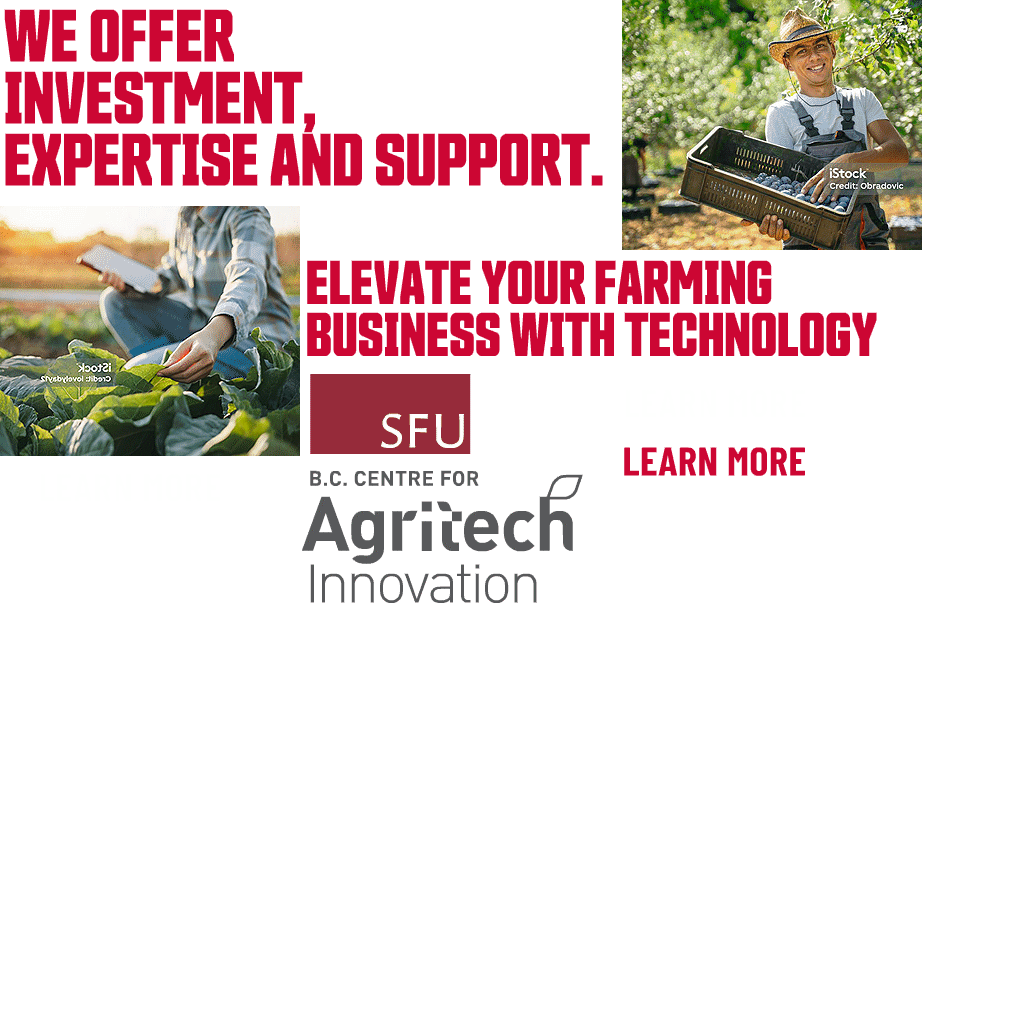 WE OFFER
INVESTMENT,
EXPERTISE AND SUPPORT.
iStock
Credit: Obradovic
ELEVATE YOUR FARMING
BUSINESS WITH TECHNOLOGY
iStock
Credit: lovelyday12
SFU
B.C. CENTRE FOR
Agritech
Innovation
LEARN MORE